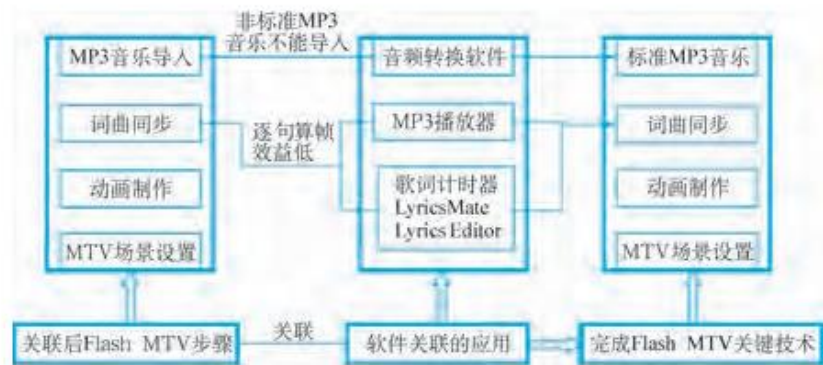 非标准MP3
音乐不能导入
MP3音乐导入
音频转换软件
标准MP3音乐
词曲同步
逐句算帧
效益低
MP3播放器
词曲同步
动画制作
歌词计时器
LyricsMate
LyricsEditor
动画制作
MTV场景设置
MTV场景设置
关联后Flash MTV步骤
关联
软件关联的应用
完成Flash MTV关键技术